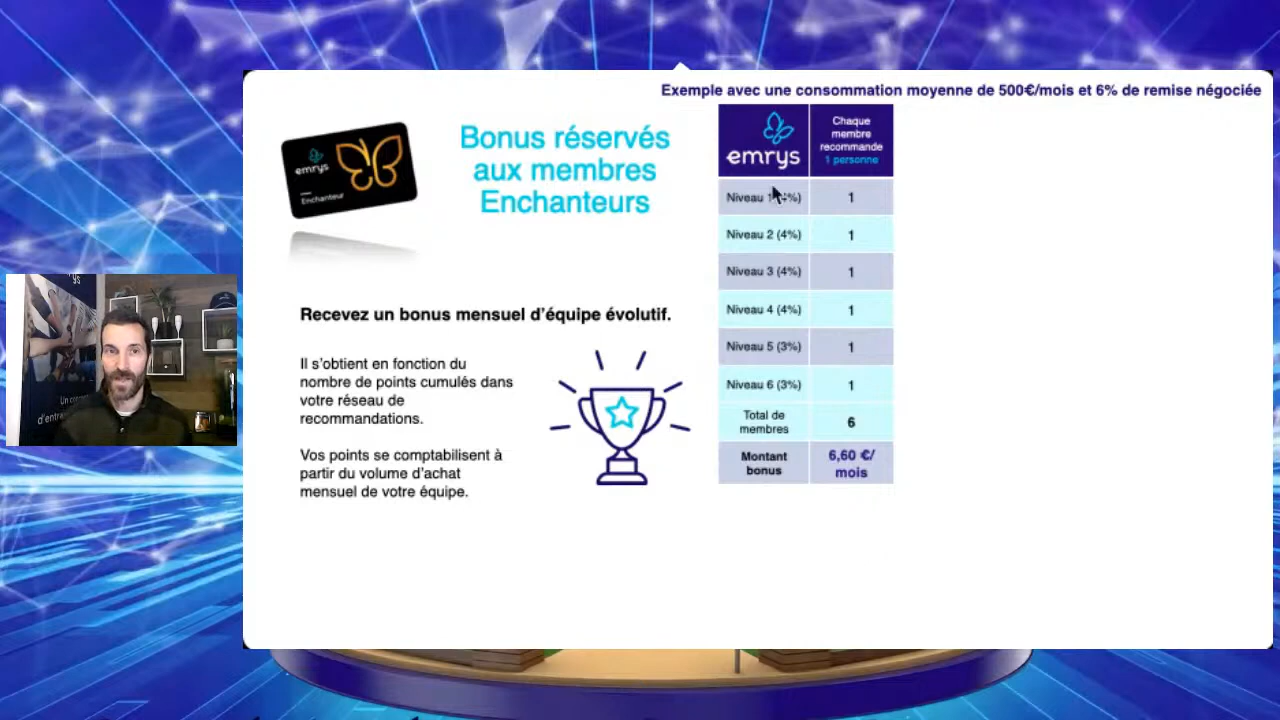 Exemple avec une consommation moyenne de 500€/mois et 6% de remise négociée
emrys
Enchanteur
Bonus réservés
aux membres
Enchanteurs
Recevez un bonus mensuel d'équipe évolutif.
Il s'obtient en fonction du
nombre de points cumulés dans
votre réseau de
recommandations.
Vos points se comptabilisent à
partir du volume d'achat
mensuel de votre équipe.
emrys
Chaque
membre
recommande
1 personne
Niveau 1 %)
1
Niveau 2 (4%)
1
Niveau 3 (4%)
1
Niveau 4 (4%)
1
Niveau 5 (3%)
1
Niveau 6 (3%)
1
Total de
membres
6
Montant
bonus
6,60 €/
mois
Un
d'entra